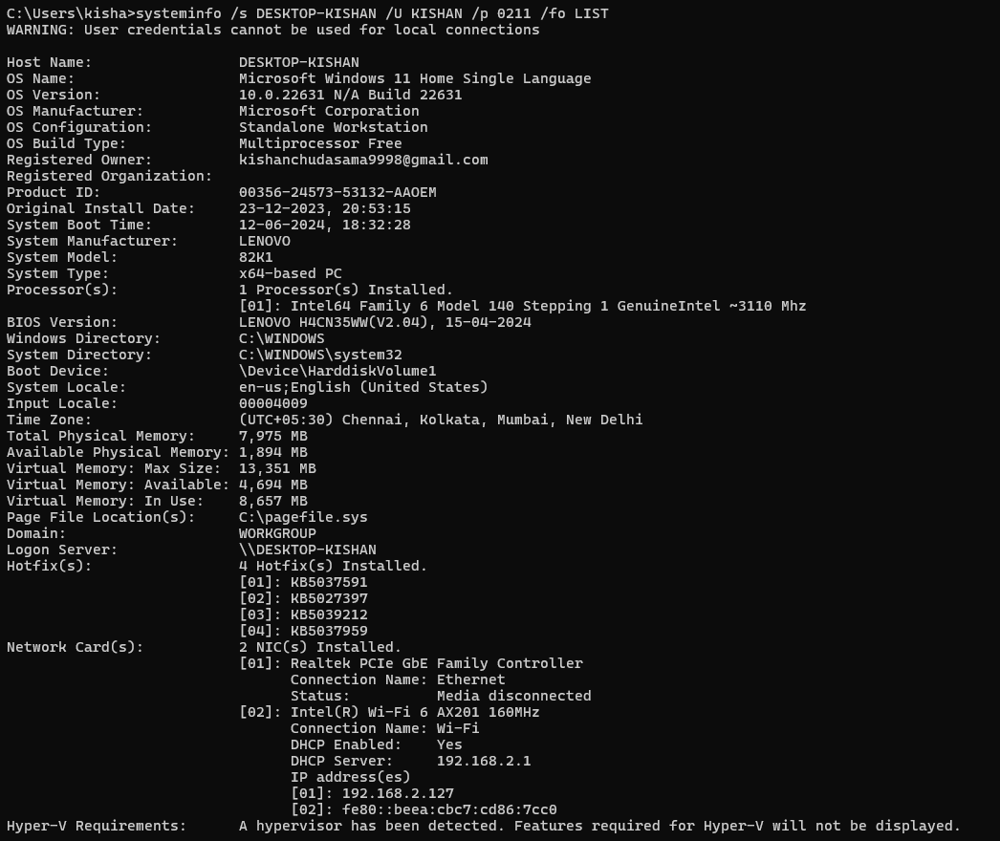 C:\Users\kisha>systeminfo /s DESKTOP-KISHAN /U KISHAN /p 0211 /fo LIST
WARNING: User credentials cannot be used for local connections

Host Name:                 DESKTOP-KISHAN
OS Name:                   Microsoft Windows 11 Home Single Language
OS Version:                10.0.22631 N/A Build 22631
OS Manufacturer:           Microsoft Corporation
OS Configuration:          Standalone Workstation
OS Build Type:             Multiprocessor Free
Registered Owner:          kishanchudasama9998@gmail.com
Registered Organization:
Product ID:                00356-24573-53132-AAOEM
Original Install Date:     23-12-2023, 20:53:15
System Boot Time:          12-06-2024, 18:32:28
System Manufacturer:       LENOVO
System Model:              82K1
System Type:               x64-based PC
Processor(s):              1 Processor(s) Installed.
                           [01]: Intel64 Family 6 Model 140 Stepping 1 GenuineIntel ~3110 Mhz
BIOS Version:              LENOVO H4CN35WW(V2.04), 15-04-2024
Windows Directory:         C:\WINDOWS
System Directory:          C:\WINDOWS\system32
Boot Device:               \Device\HarddiskVolume1
System Locale:             en-us;English (United States)
Input Locale:              00004009
Time Zone:                 (UTC+05:30) Chennai, Kolkata, Mumbai, New Delhi
Total Physical Memory:     7,975 MB
Available Physical Memory: 1,894 MB
Virtual Memory: Max Size:  13,351 MB
Virtual Memory: Available: 4,694 MB
Virtual Memory: In Use:    8,657 MB
Page File Location(s):     C:\pagefile.sys
Domain:                    WORKGROUP
Logon Server:              \\DESKTOP-KISHAN
Hotfix(s):                 4 Hotfix(s) Installed.
                           [01]: KB5037591
                           [02]: KB5027397
                           [03]: KB5039212
                           [04]: KB5037959
Network Card(s):           2 NIC(s) Installed.
                           [01]: Realtek PCIe GbE Family Controller
                                 Connection Name: Ethernet
                                 Status:          Media disconnected
                           [02]: Intel(R) Wi-Fi 6 AX201 160MHz
                                 Connection Name: Wi-Fi
                                 DHCP Enabled:    Yes
                                 DHCP Server:     192.168.2.1
                                 IP address(es)
                                 [01]: 192.168.2.127
                                 [02]: fe80::beea:cbc7:cd86:7cc0
Hyper-V Requirements:      A hypervisor has been detected. Features required for Hyper-V will not be displayed.